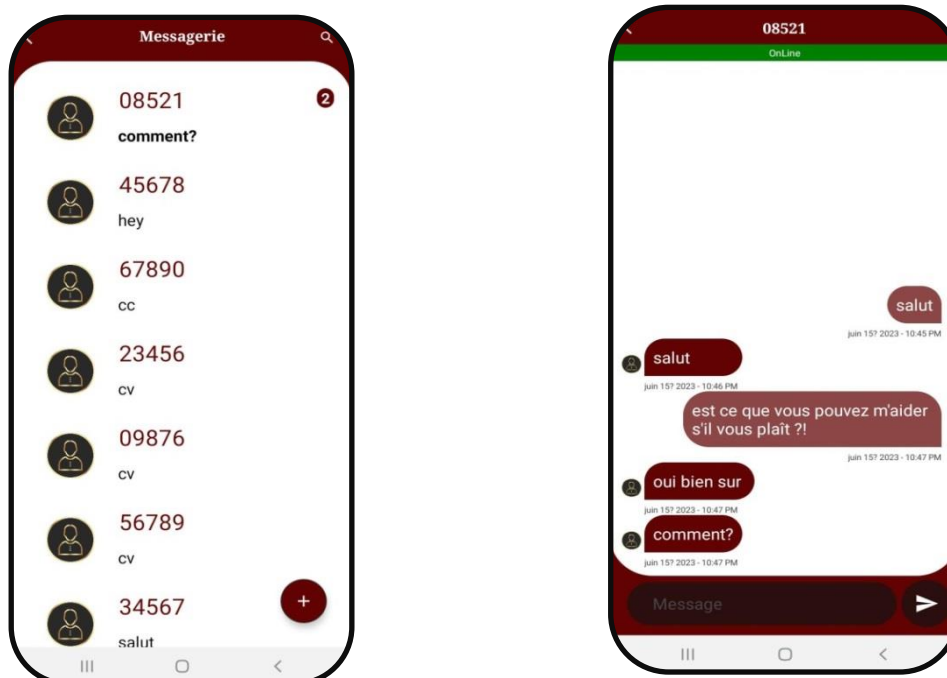 Messagerie
08521
2
comment?
45678
hey
67890
cc
23456
cv
09876
cv
56789
cv
34567
+
salut
08521
OnLine
salut
juin 15? 2023 - 10:45 PM
salut
juin 15? 2023 - 10:46 PM
est ce que vous pouvez m'aider
s'il vous plaît ?!
juin 15? 2023 - 10:47 PM
oui bien sur
juin 15? 2023 - 10:47 PM
comment?
juin 15? 2023 - 10:47 PM
Message